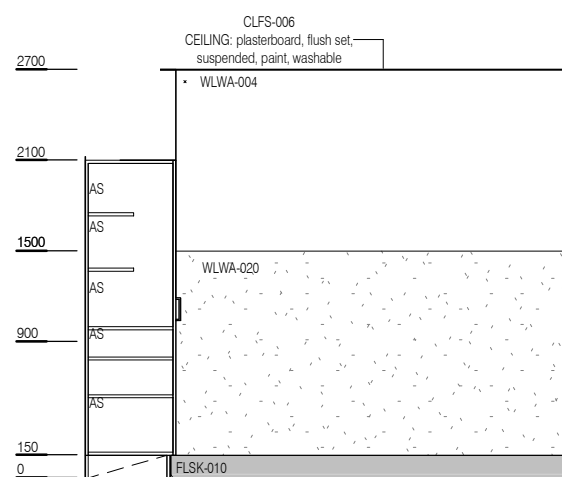 CLFS-006
CEILING: plasterboard, flush set,
suspended, paint, washable
2700
WLWA-004
2100
AS
AS
1500
WLWA-020
AS
900
AS
AS
150
0
FLSK-010